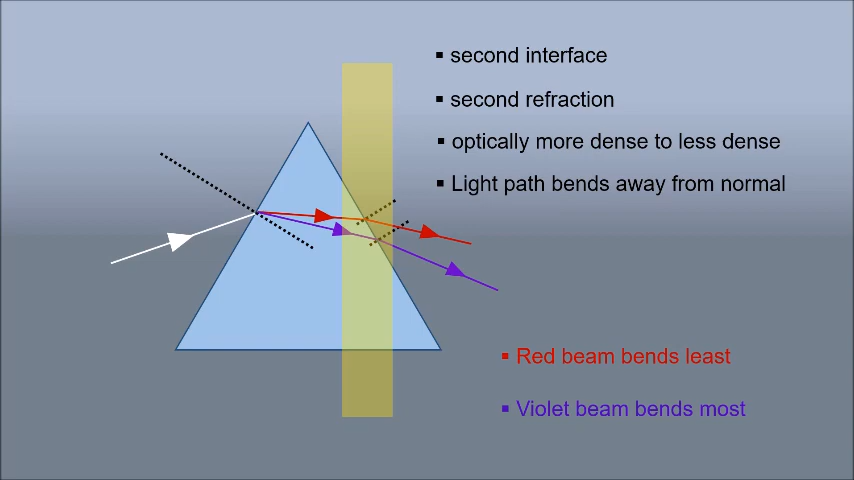 ▪ second interface
▪ second refraction
▪ optically more dense to less dense
▪ Light path bends away from normal
▪ Red beam bends least
▪ Violet beam bends most